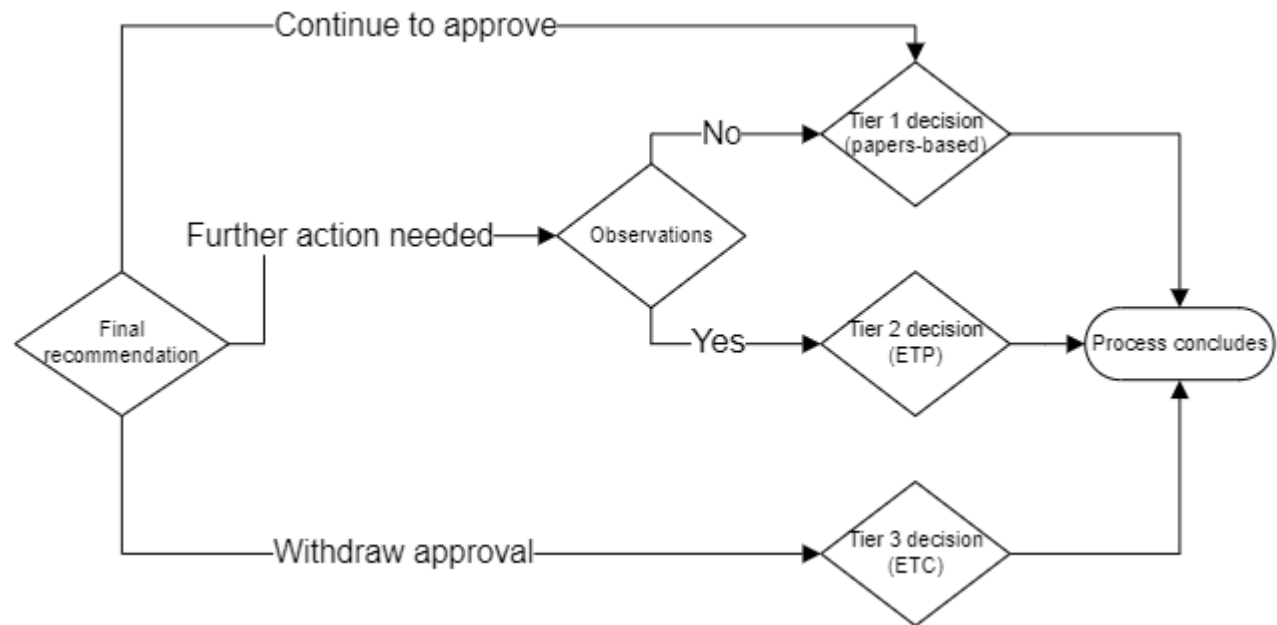 Continue to approve
Tier 1 decision
(papers-based)
No
Further action needed
Observations
Final
recommendation
Yes
Tier 2 decision
(ETP)
Process concludes
Withdraw approval
Tier 3 decision
(ETC)